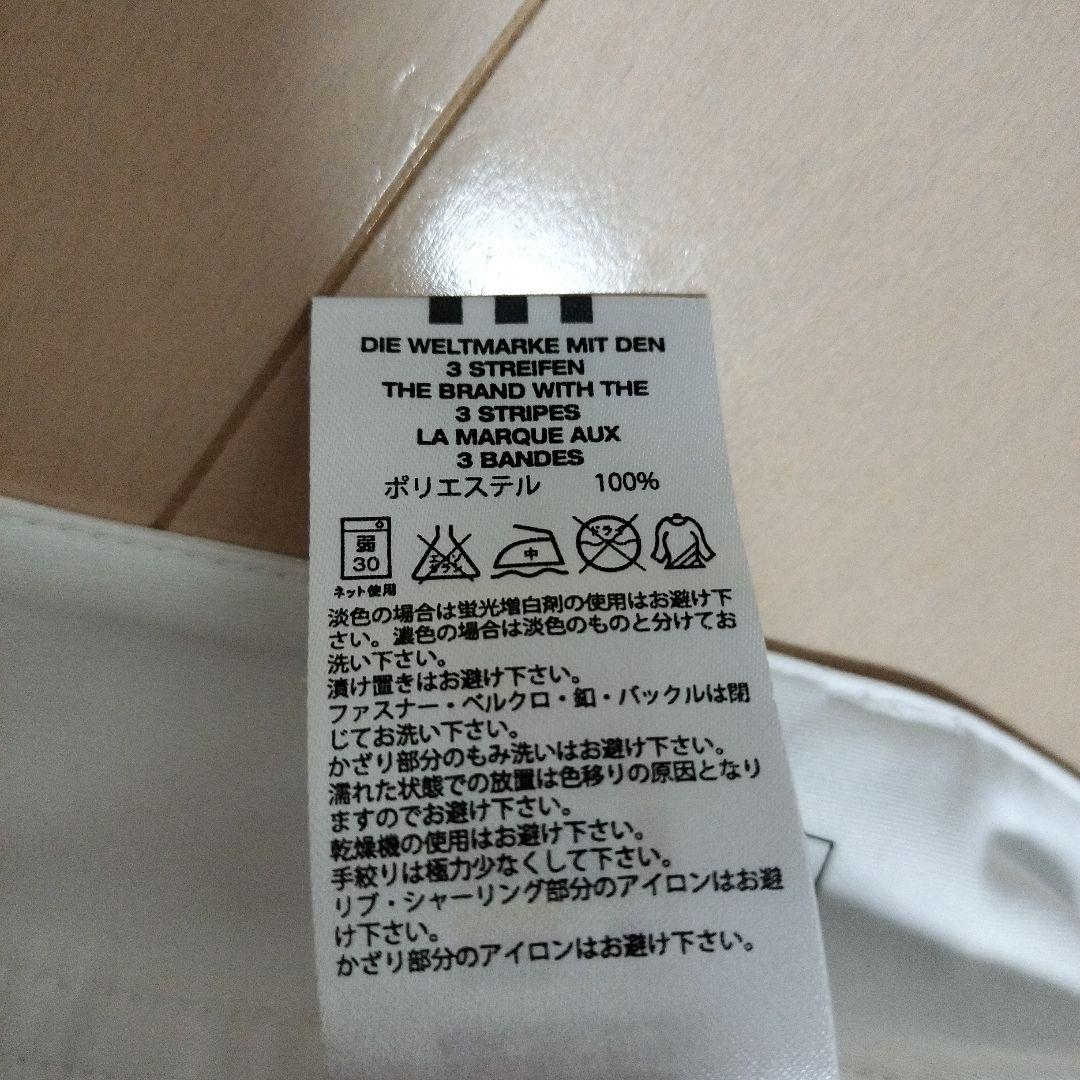 DIE WELTMARKE MIT DEN
3 STREIFEN
THE BRAND WITH THE
3 STRIPES
LA MARQUE AUX
3 BANDES
ポリエステル 100%
弱
30
ネット使用
エンソ
サラシ
中
ドライ
淡色の場合は蛍光増白剤の使用はお避け下
さい。濃色の場合は淡色のものと分けてお
洗い下さい。
漬け置きはお避け下さい。
ファスナー・ベルクロ・釦・バックルは閉
じてお洗い下さい。
かざり部分のもみ洗いはお避け下さい。
濡れた状態での放置は色移りの原因となり
ますのでお避け下さい。
乾燥機の使用はお避け下さい。
手絞りは極力少なくして下さい。
リブ・シャーリング部分のアイロンはお避
け下さい。
かざり部分のアイロンはお避け下さい。